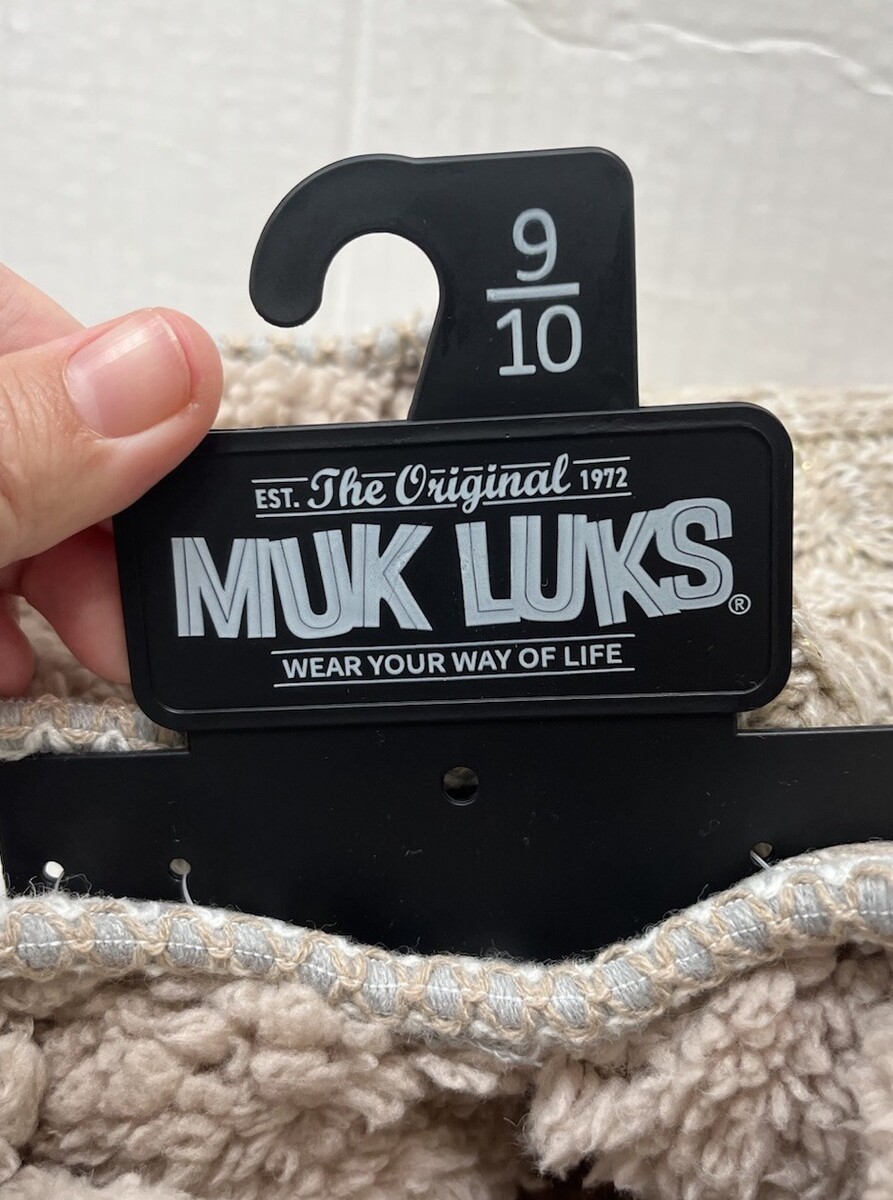 9
10
EST. The Original 1972
MUK LUKS®
WEAR YOUR WAY OF LIFE